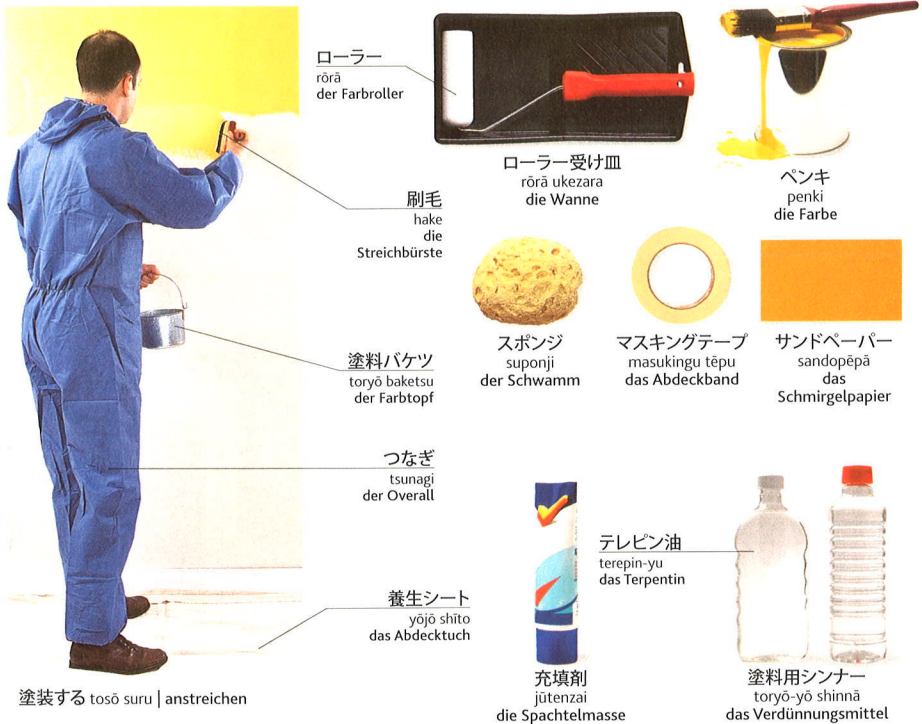 ローラー
rōrā
der Farbroller
ローラー受け皿
rōrā ukezara
die Wanne
ペンキ
penki
die Farbe
刷毛
hake
die
Streichbürste
スポンジ
suponji
der Schwamm
マスキングテープ
masukingu tēpu
das Abdeckband
サンドペーパー
sandopēpā
das
Schmirgelpapier
塗料バケツ
toryō baketsu
der Farbtopf
つなぎ
tsunagi
der Overall
養生シート
yōjō shīto
das Abdecktuch
テレピン油
terepin-yu
das Terpentin
充填剤
jūtenzai
die Spachtelmasse
塗料用シンナー
toryō-yō shinnā
das Verdünnungsmittel
塗装する tosō suru | anstreichen